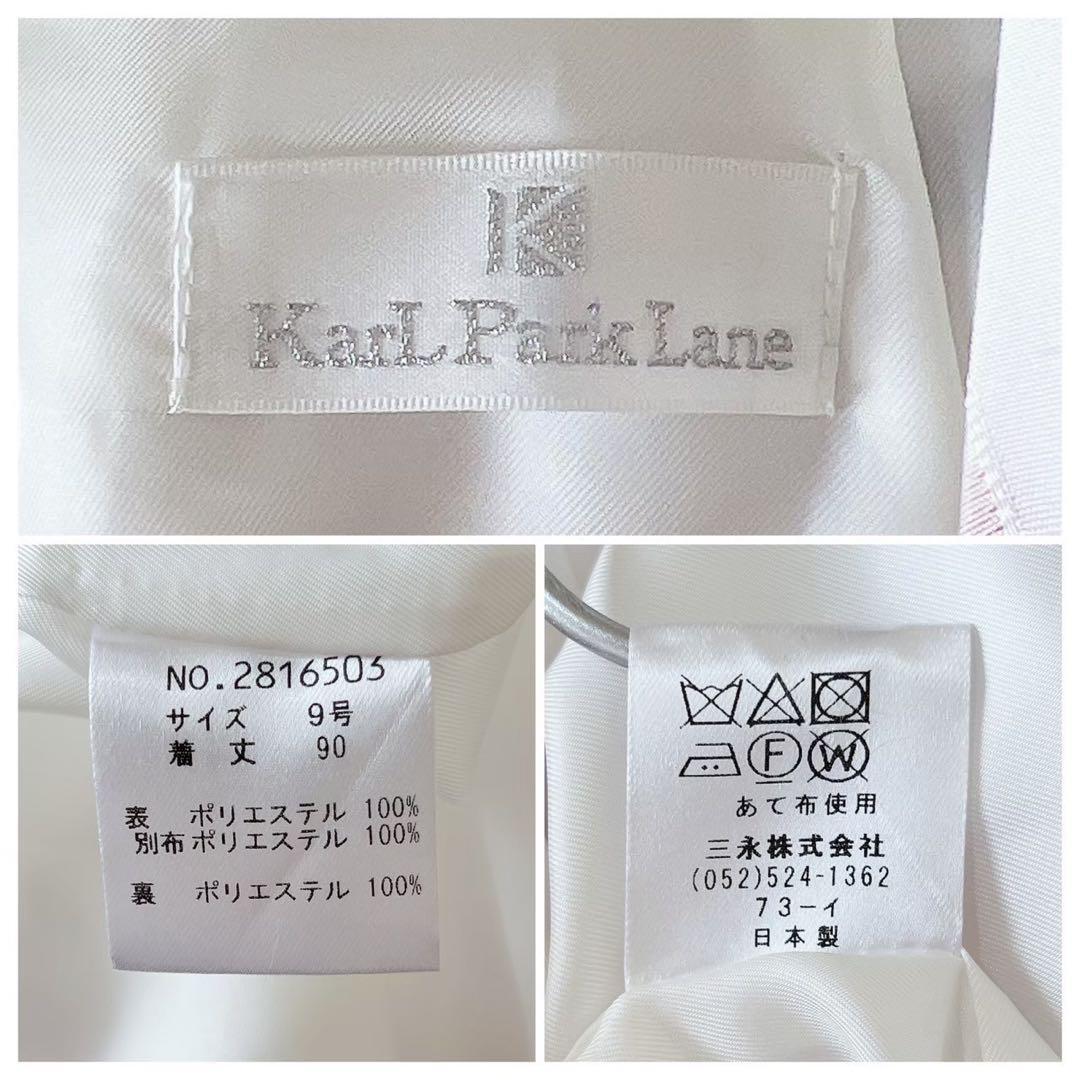 K
KarL Park Lane
NO.2816503
サイズ 9号
着丈 90
表 ポリエステル 100%
別布 ポリエステル 100%
裏 ポリエステル 100%
F W
あて布使用
三永株式会社
(052)524-1362
73-イ
日本製